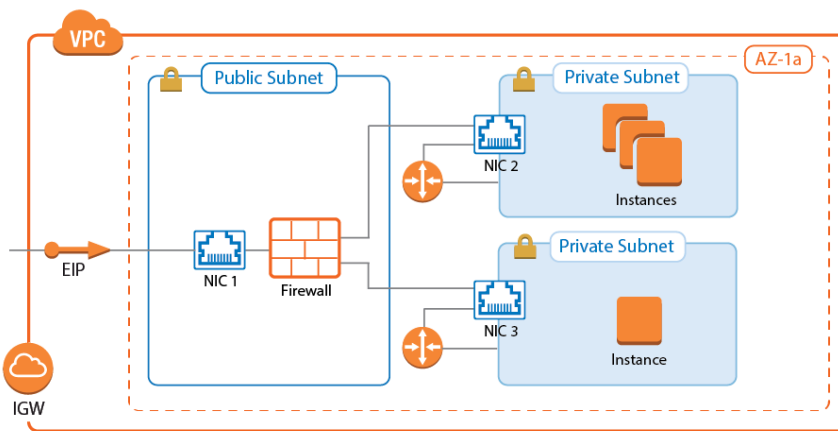 VPC
AZ-1a
Public Subnet
Private Subnet
NIC 2
Instances
EIP
NIC 1
Firewall
Private Subnet
NIC 3
Instance
IGW